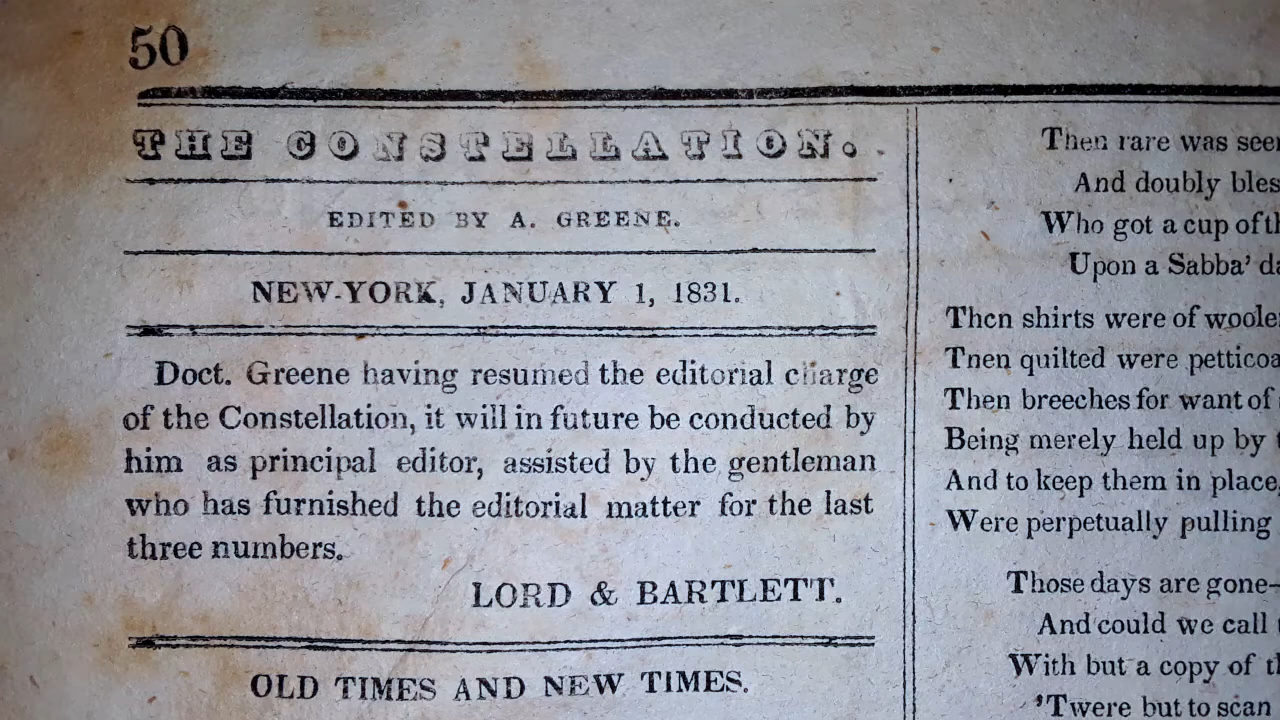 50
THE CONSTELLATION.
EDITED BY A. GREENE.
NEW-YORK, JANUARY 1, 1831.
Doct. Greene having resumed the editorial charge
of the Constellation, it will in future be conducted by
him as principal editor, assisted by the gentleman
who has furnished the editorial matter for the last
three numbers.
LORD & BARTLETT.
OLD TIMES AND NEW TIMES.
Then rare was
And doubly
Who got a cup of
Upon a Sabba'
Then shirts were of
Tnen quilted were
Then breeches for want of
Being merely held up by
And to keep them in place,
Were perpetually pulling
Those days are gone-
And could we call
With but a copy of
'Twere but to scan